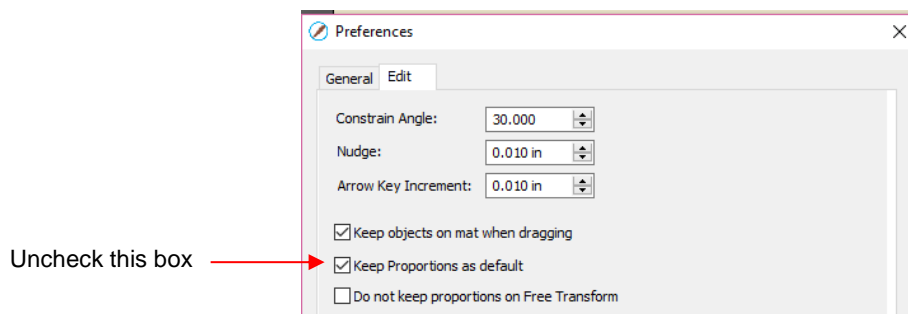 Preferences
General Edit
Constrain Angle: 30.000
Nudge: 0.010 in
Arrow Key Increment: 0.010 in
Keep objects on mat when dragging
Uncheck this box Keep Proportions as default
Do not keep proportions on Free Transform